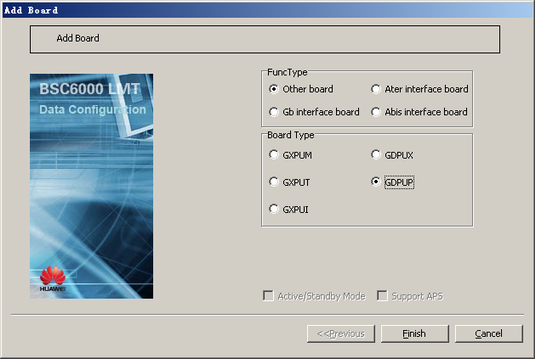 Add Board
Add Board
BSC6000 LMT
Data Configuration
HUAWEI
FuncType
Other board
Ater interface board
Gb interface board
Abis interface board
Board Type
GXPUM
GDPUX
GXPUT
GDPUP
GXPUI
Active/Standby Mode
Support APS
<<Previous
Finish
Cancel